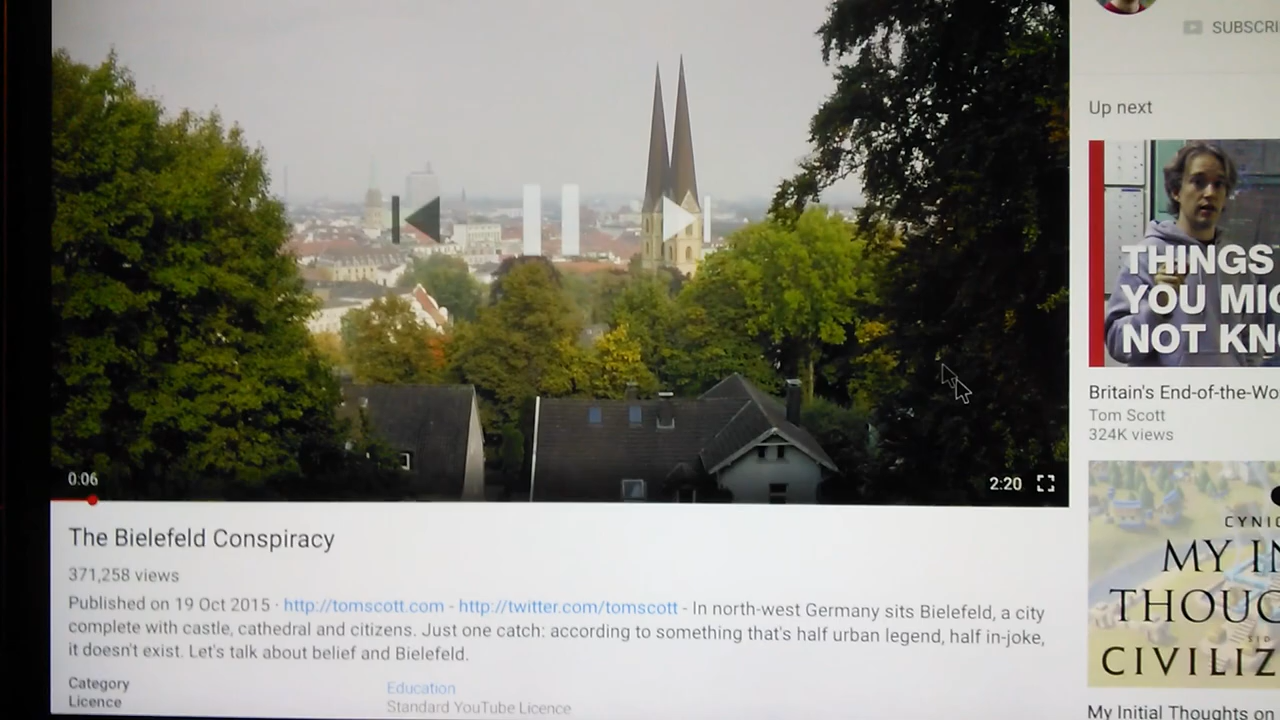 SUBSCRI
Up next
THINGS
YOU MIG
NOT KNO
Britain's End-of-the-Wo
Tom Scott
324K views
0:06
2:20
The Bielefeld Conspiracy
371,258 views
Published on 19 Oct 2015 · http://tomscott.com - http://twitter.com/tomscott - In north-west Germany sits Bielefeld, a city
complete with castle, cathedral and citizens. Just one catch: according to something that's half urban legend, half in-joke,
it doesn't exist. Let's talk about belief and Bielefeld.
Category
Education
Licence
Standard YouTube Licence
CYNIC
MY IN
THOUG
SID
CIVILIZ
My Initial Thoughts on